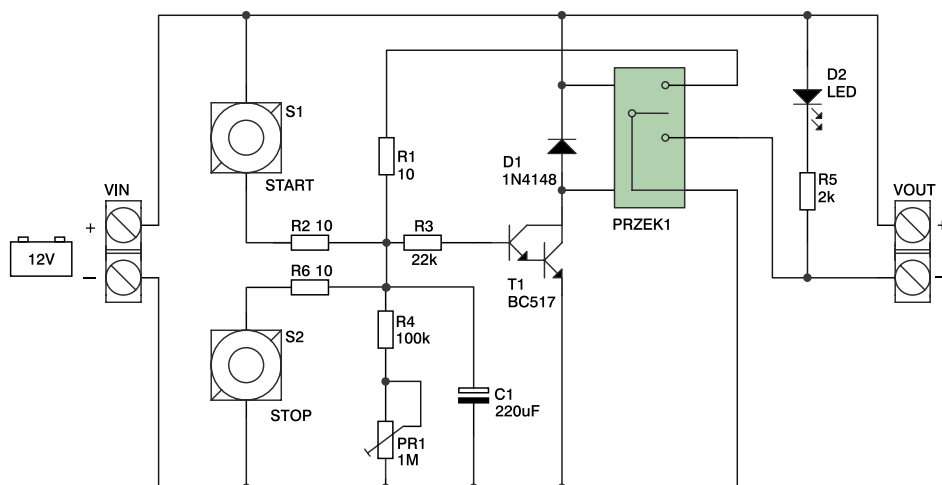 D2
LED
S1
R1
10
D1
1N4148
START
VIN
R5
2k
VOUT
PRZEK1
+
R2 10
R3
+
12V
22k
−
R6 10
−
T1
BC517
R4
100k
S2
C1
220uF
STOP
PR1
1M